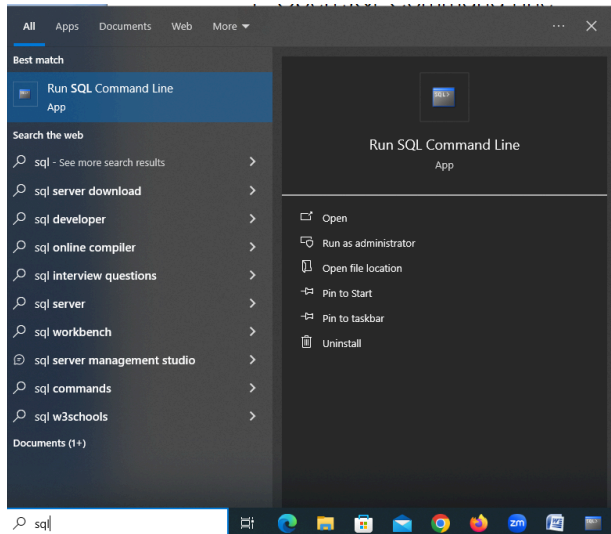 All Apps Documents Web More
Best match
Run SQL Command Line
App
Search the web
sql - See more search results
sql server download
sql developer
sql online compiler
sql interview questions
sql server
sql workbench
sql server management studio
sql commands
sql w3schools
Documents (1+)
SQL>
Run SQL Command Line
App
Open
Run as administrator
Open file location
Pin to Start
Pin to taskbar
Uninstall
sql
zm